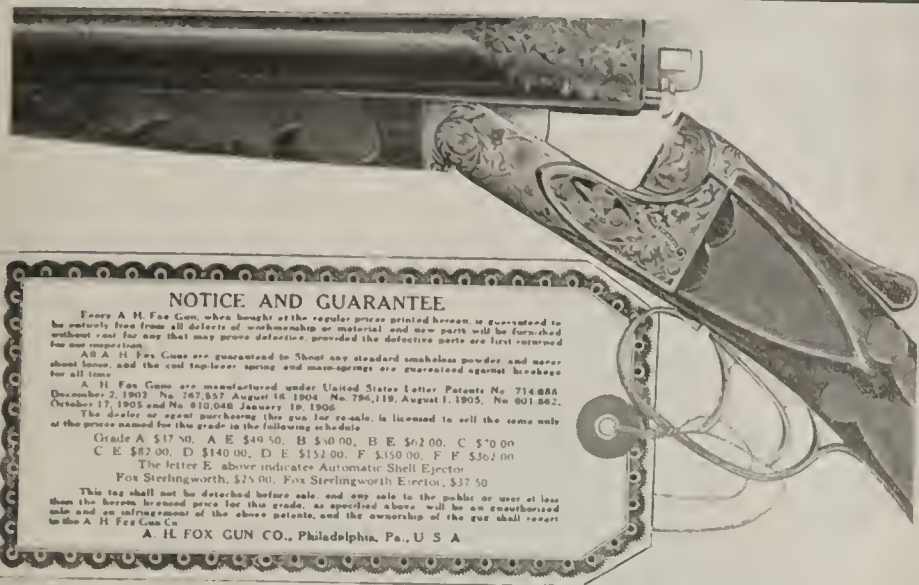 NOTICE AND GUARANTEE
Every A. H. Fox Gun, when bought at the regular prices printed hereon, is guaranteed to
be entirely free from all defects of workmanship or material and new parts will be furnished
without cost for any that may prove defective, provided the defective parts are first returned
for our inspection
All A. H. Fox Guns are guaranteed to Shoot any standard smokeless powder and never
shoot loose, and the coil top-lever spring and main-springs are guaranteed against breakage
for all time
A. H. Fox Guns are manufactured under United States Letter Patents No 714,688
December 2, 1902 No 767,557 August 16 1904 No. 796,119, August 1, 1905, No 801,862,
October 17, 1905 and No 810,046 January 16, 1906
The dealer or agent purchasing this gun for re-sale, is licensed to sell the same only
at the prices named for this grade in the following schedule
Grade A $37 50, A E $49 50, B $50 00, B E $62 00, C $70 00
C E $82 00, D $140 00, D E $152 00, F $350 00, F E $362 00
The letter E above indicates Automatic Shell Ejector
Fox Sterlingworth, $25 00, Fox Sterlingworth Ejector, $37 50
This tag shall not be detached before sale, and any sale to the public or user at less
than the herein licensed price for this grade, as specified above will be an unauthorized
sale and an infringement of the above patents, and the ownership of the gun shall revert
to the A H Fox Gun Co
A. H. FOX GUN CO., Philadelphia, Pa., U S A